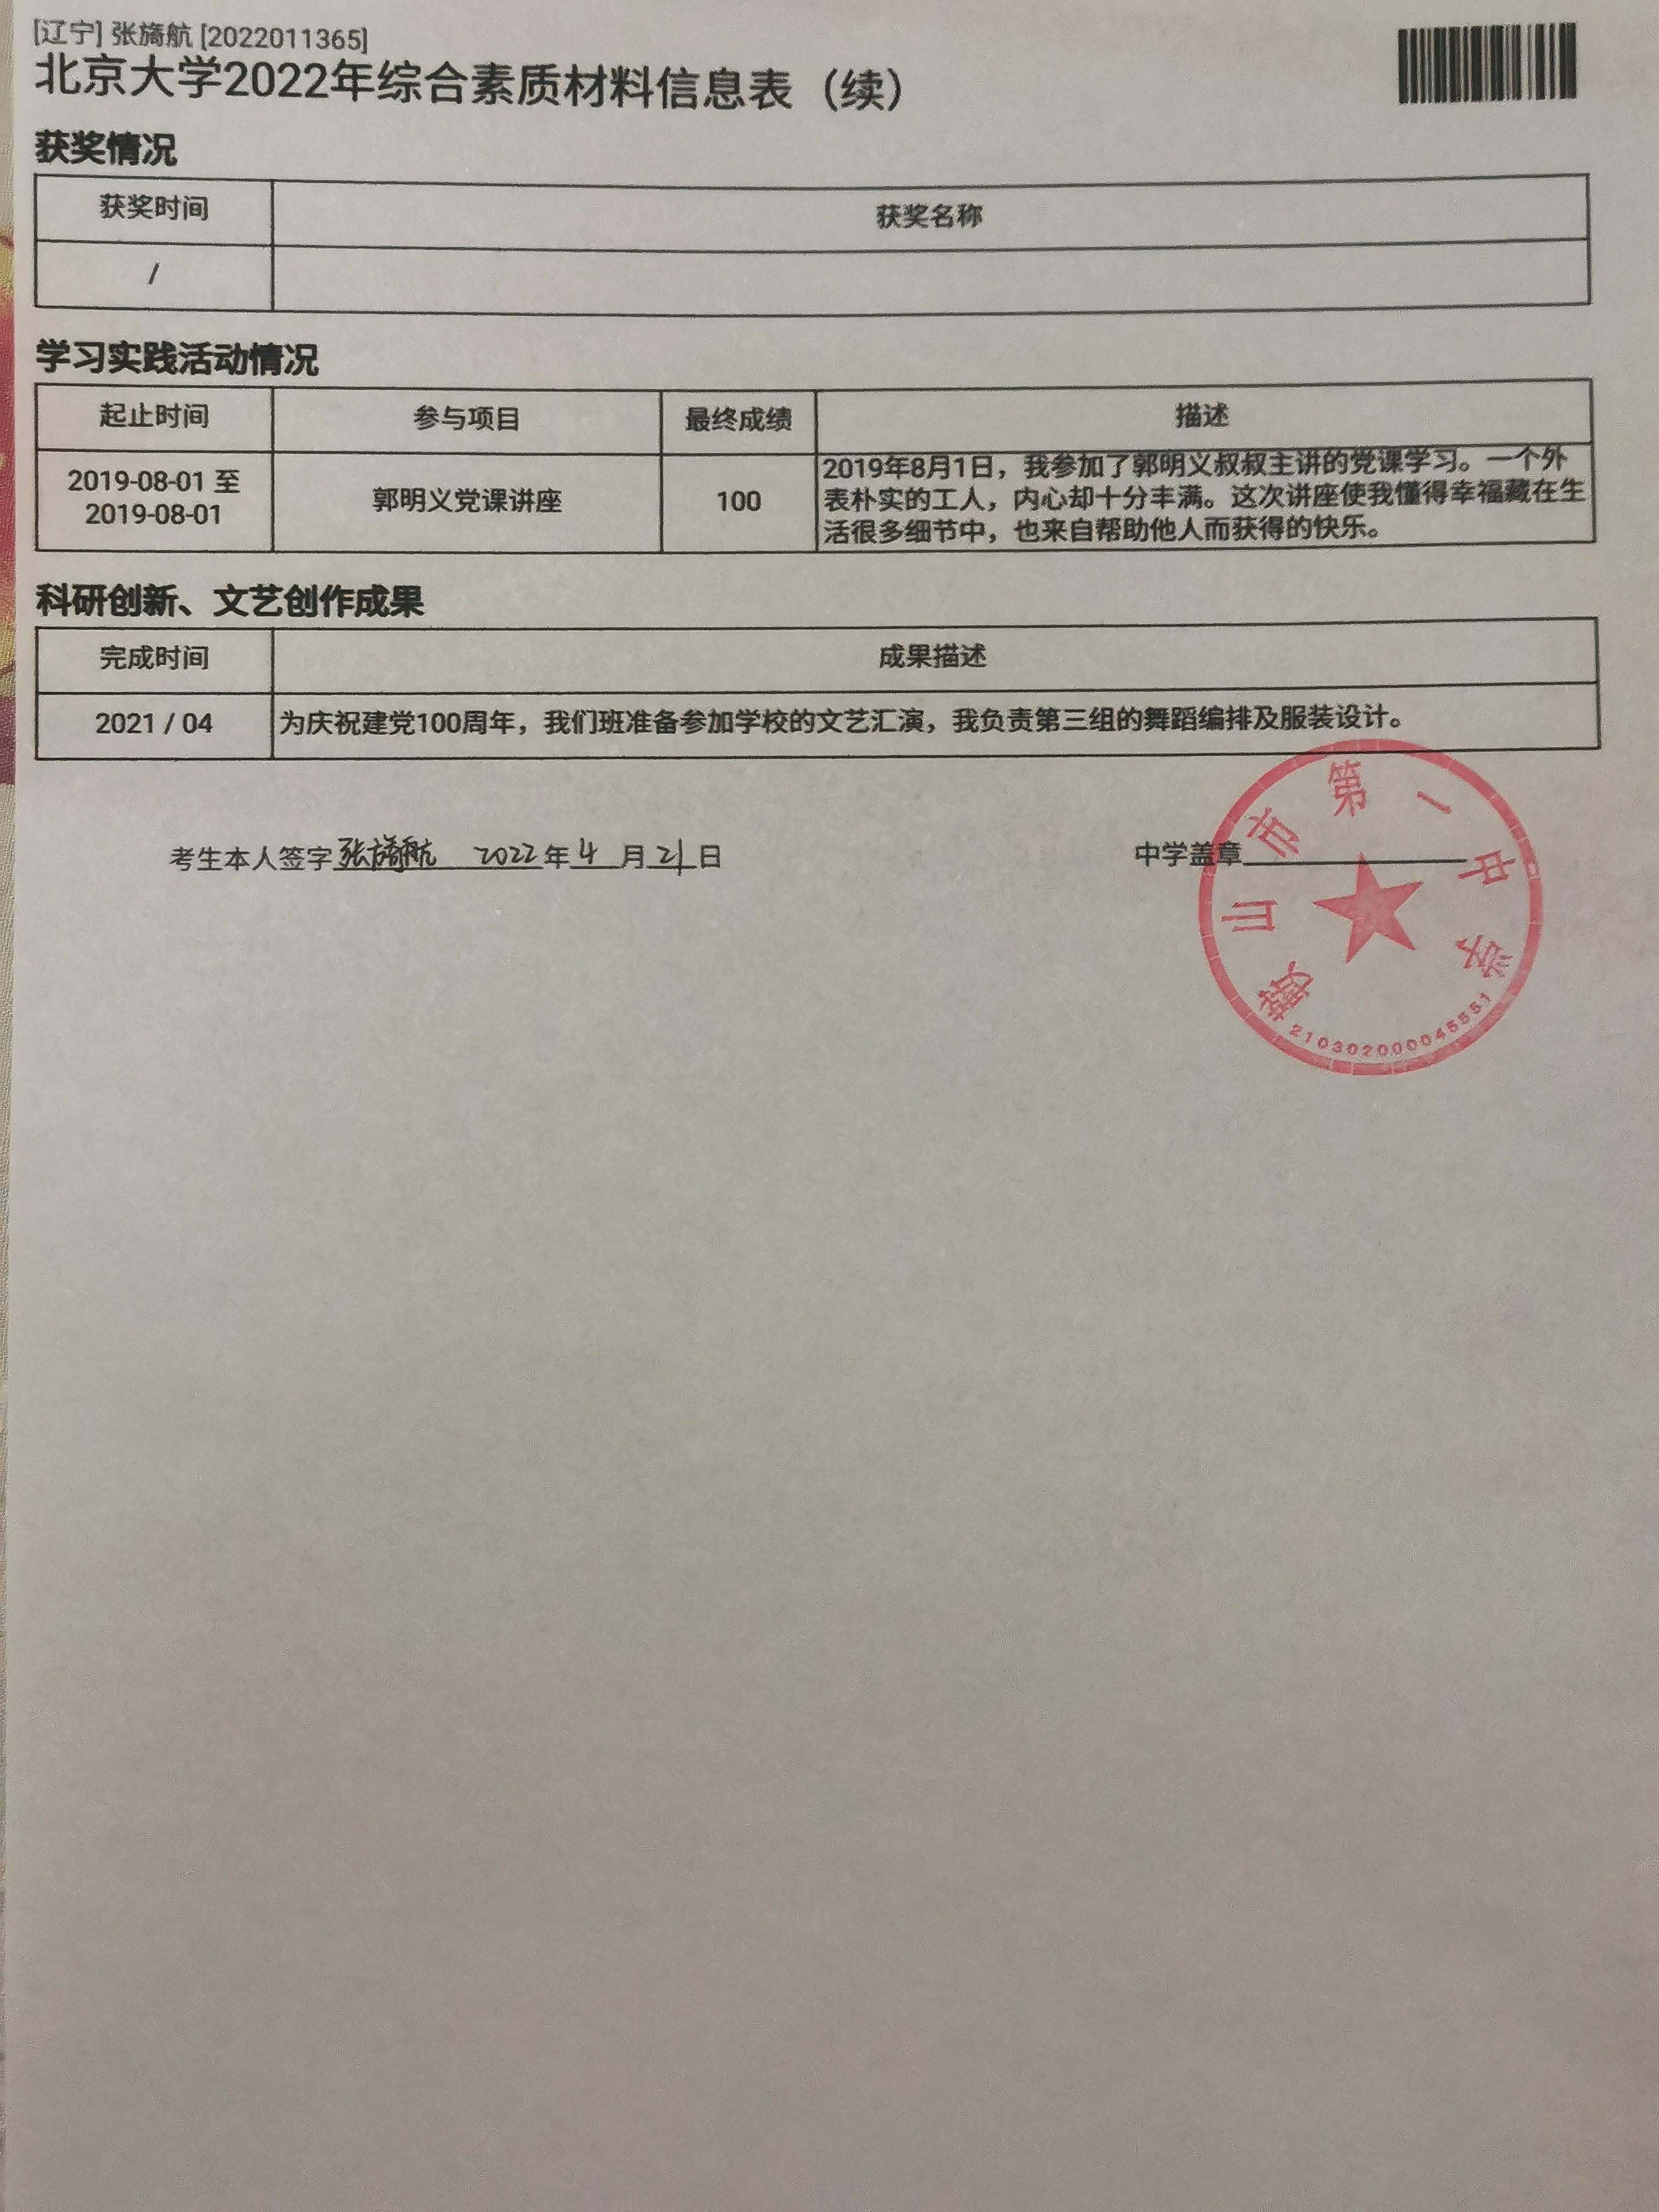 [辽宁] 张旖航 [2022011365]
北京大学2022年综合素质材料信息表（续）
获奖情况
获奖时间 获奖名称
/
学习实践活动情况
起止时间 参与项目 最终成绩 描述
2019-08-01 至
2019-08-01
郭明义党课讲座
100
2019年8月1日，我参加了郭明义叔叔主讲的党课学习。一个外
表朴实的工人，内心却十分丰满。这次讲座使我懂得幸福藏在生
活很多细节中，也来自帮助他人而获得的快乐。
科研创新、文艺创作成果
完成时间 成果描述
2021 / 04 为庆祝建党100周年，我们班准备参加学校的文艺汇演，我负责第三组的舞蹈编排及服装设计。
考生本人签字 张旖航 2022 年 4 月 21 日 中学盖章
鞍山市第一中学
2103020000045551